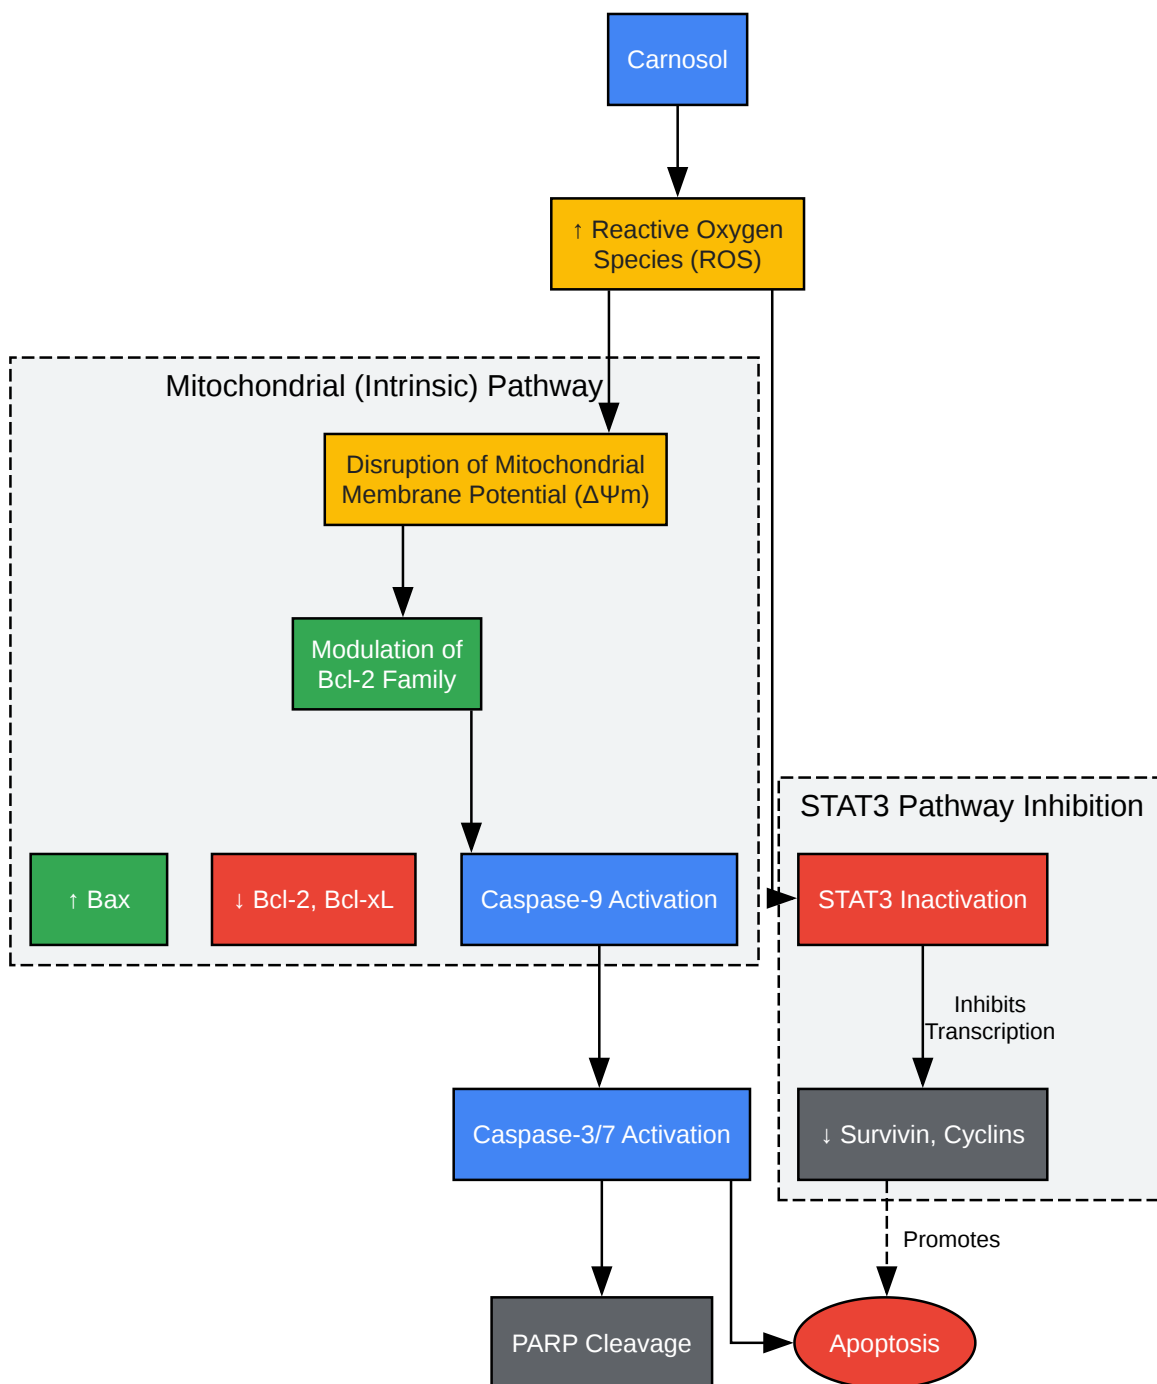 Carnosol
↑ Reactive Oxygen
Species (ROS)
Mitochondrial (Intrinsic) Pathway
Disruption of Mitochondrial
Membrane Potential (ΔΨm)
Modulation of
Bcl-2 Family
STAT3 Pathway Inhibition
↑ Bax
↓ Bcl-2, Bcl-xL
Caspase-9 Activation
STAT3 Inactivation
Inhibits
Transcription
Caspase-3/7 Activation
↓ Survivin, Cyclins
Promotes
PARP Cleavage
Apoptosis